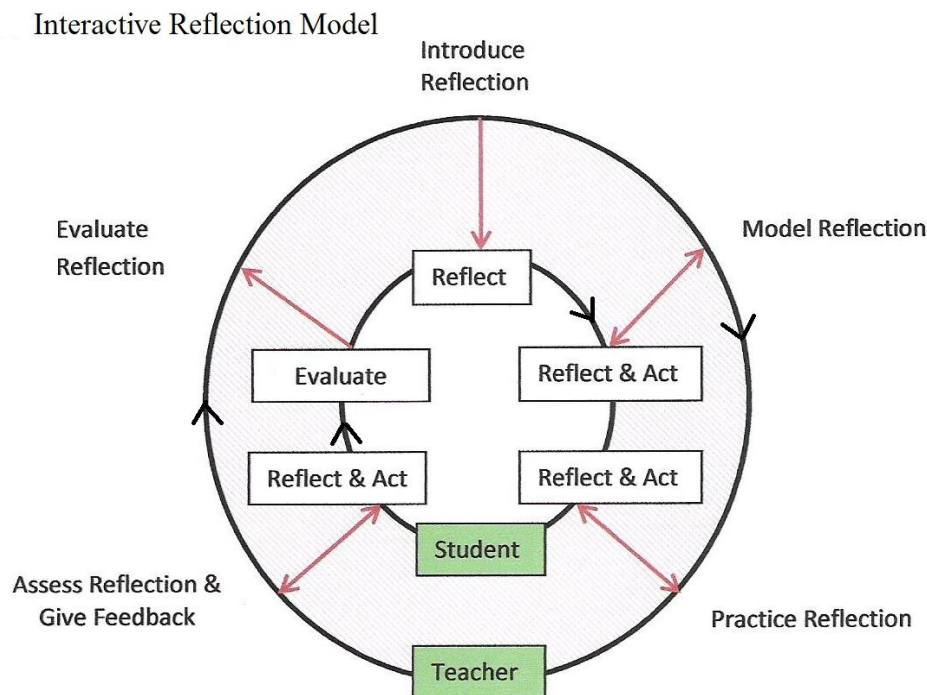 Interactive Reflection Model
Introduce
Reflection
Evaluate
Reflection
Model Reflection
Reflect
Evaluate
Reflect & Act
Reflect & Act
Reflect & Act
Student
Assess Reflection &
Give Feedback
Practice Reflection
Teacher